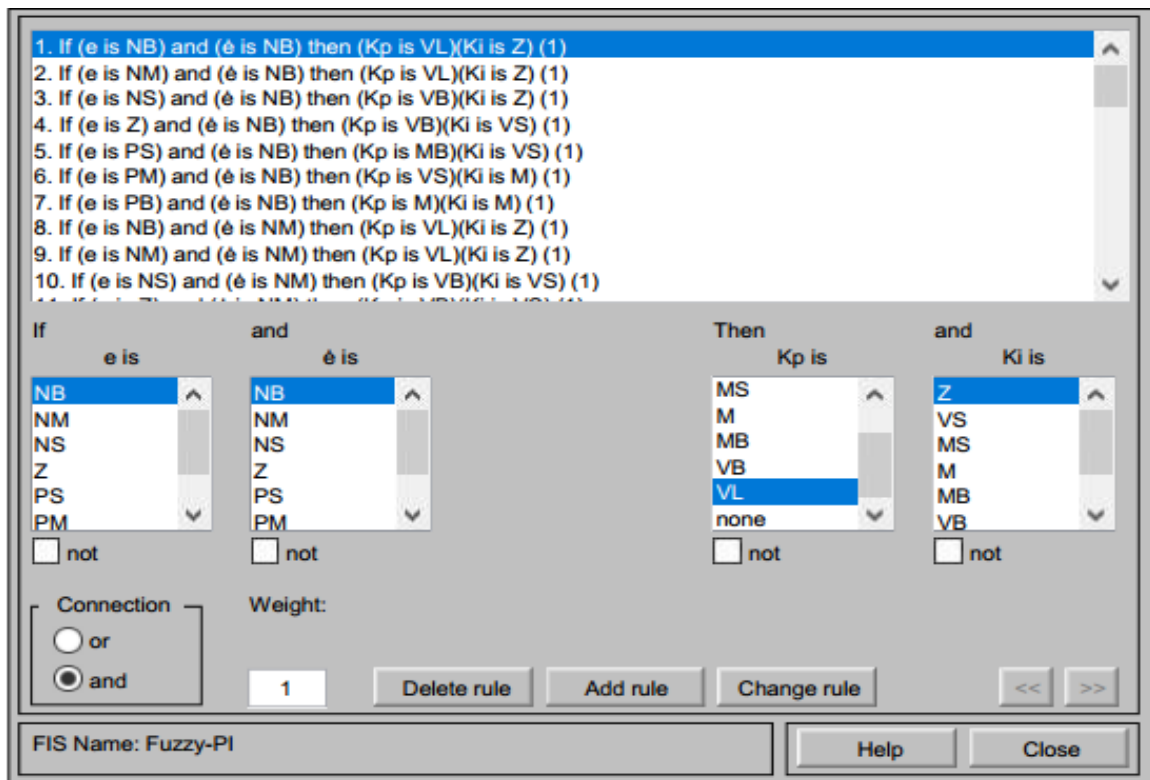 1. If (e is NB) and (ė is NB) then (Kp is VL)(Ki is Z) (1)
2. If (e is NM) and (ė is NB) then (Kp is VL)(Ki is Z) (1)
3. If (e is NS) and (ė is NB) then (Kp is VB)(Ki is Z) (1)
4. If (e is Z) and (ė is NB) then (Kp is VB)(Ki is VS) (1)
5. If (e is PS) and (ė is NB) then (Kp is MB)(Ki is VS) (1)
6. If (e is PM) and (ė is NB) then (Kp is VS)(Ki is M) (1)
7. If (e is PB) and (ė is NB) then (Kp is M)(Ki is M) (1)
8. If (e is NB) and (ė is NM) then (Kp is VL)(Ki is Z) (1)
9. If (e is NM) and (ė is NM) then (Kp is VL)(Ki is Z) (1)
10. If (e is NS) and (ė is NM) then (Kp is VB)(Ki is VS) (1)
If and Then and
e is ė is Kp is Ki is
NB
NM
NS
Z
PS
PM
not
NB
NM
NS
Z
PS
PM
not
MS
M
MB
VB
VL
none
not
Z
VS
MS
M
MB
VB
not
Connection
or
and
Weight:
1
Delete rule
Add rule
Change rule
<<
>>
FIS Name: Fuzzy-PI
Help
Close